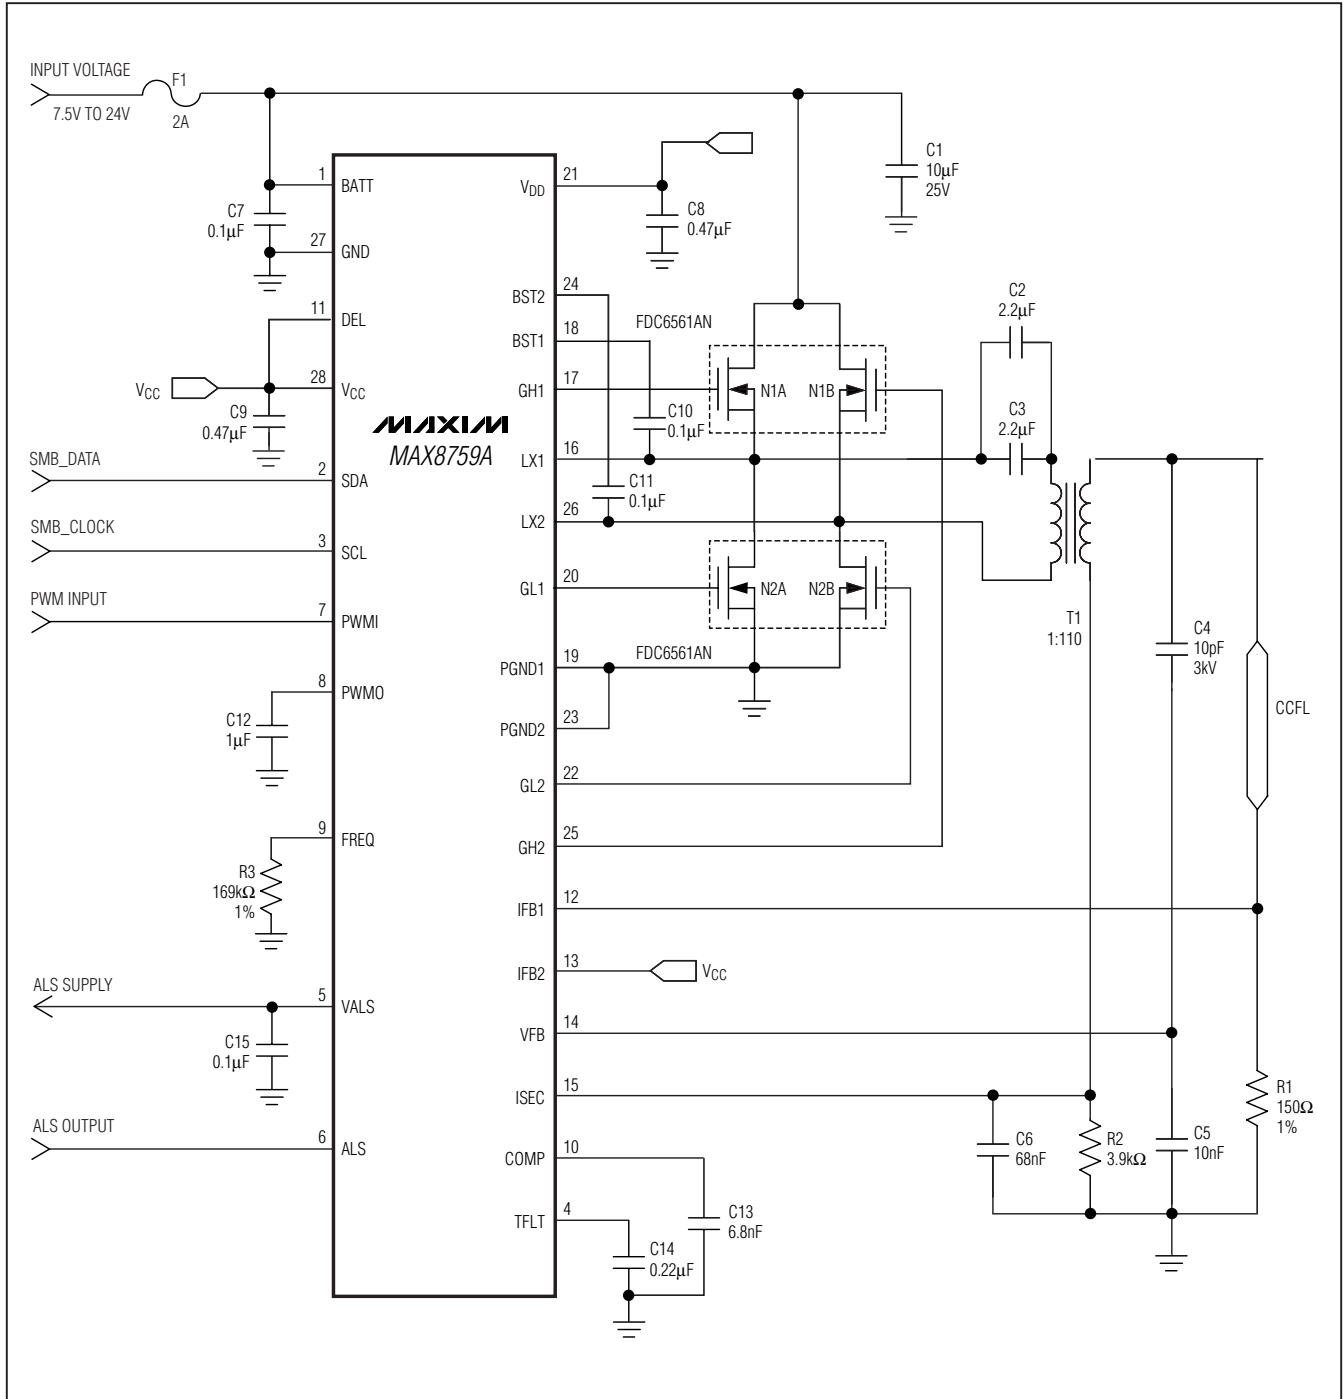 INPUT VOLTAGE
7.5V TO 24V
F1
2A
C1
10µF
25V
1
BATT
C7
0.1µF
27
GND
VDD
21
C8
0.47µF
11
DEL
VCC
28
VCC
C9
0.47µF
MAXIM
MAX8759A
BST2
24
BST1
18
GH1
17
FDC6561AN
N1A
N1B
C10
0.1µF
C2
2.2µF
C3
2.2µF
SMB_DATA
2
SDA
LX1
16
C11
0.1µF
SMB_CLOCK
3
SCL
LX2
26
PWM INPUT
7
PWMI
GL1
20
N2A
N2B
FDC6561AN
T1
1:110
C4
10pF
3kV
CCFL
8
PWMO
C12
1µF
PGND1
19
PGND2
23
GL2
22
GH2
25
9
FREQ
R3
169kΩ
1%
IFB1
12
IFB2
13
VCC
ALS SUPPLY
5
VALS
C15
0.1µF
VFB
14
ISEC
15
ALS OUTPUT
6
ALS
COMP
10
TFLT
4
C14
0.22µF
C13
6.8nF
C6
68nF
R2
3.9kΩ
C5
10nF
R1
150Ω
1%